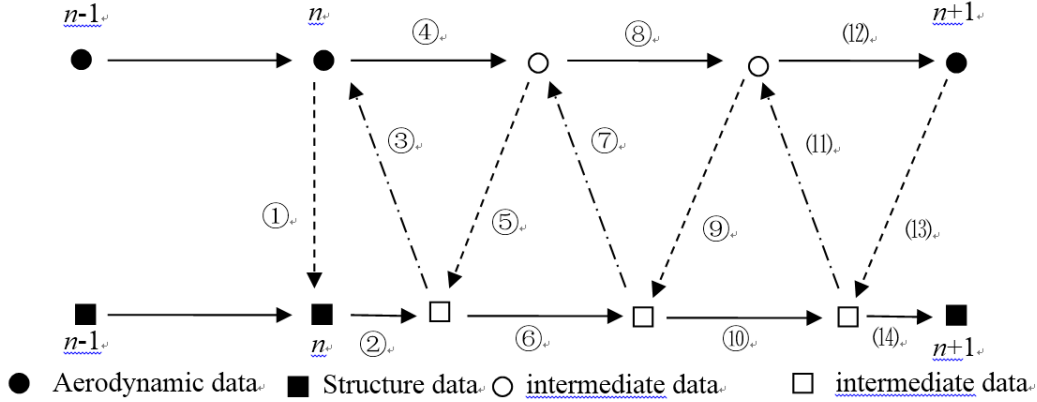 n-1 n n+1
④ ⑧ ⑿
③ ⑦ ⑾
① ⑤ ⑨ ⒀
② ⑥ ⑩ ⒁
n-1 n n+1
Aerodynamic data Structure data intermediate data intermediate data